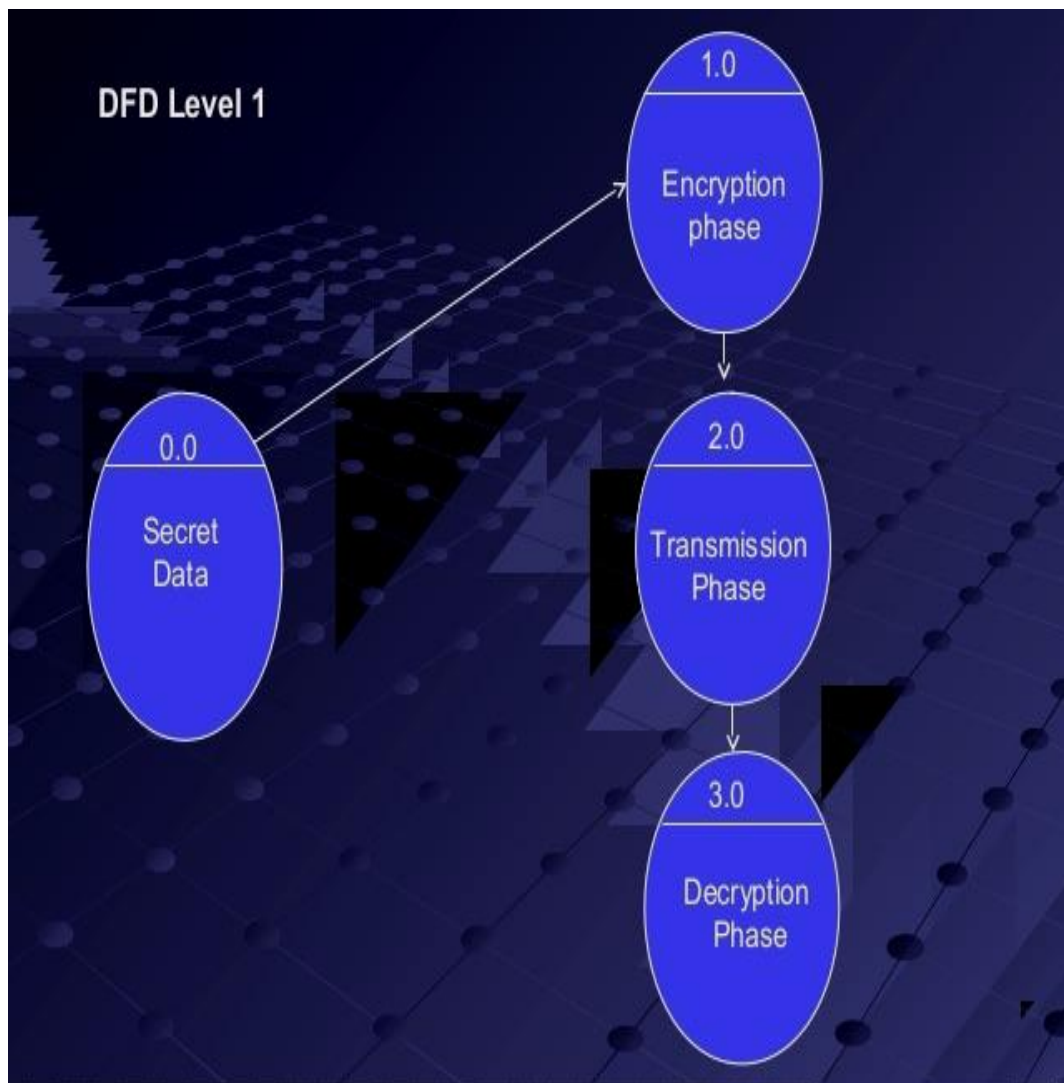 DFD Level 1
1.0
Encryption
phase
0.0
Secret
Data
2.0
Transmission
Phase
3.0
Decryption
Phase